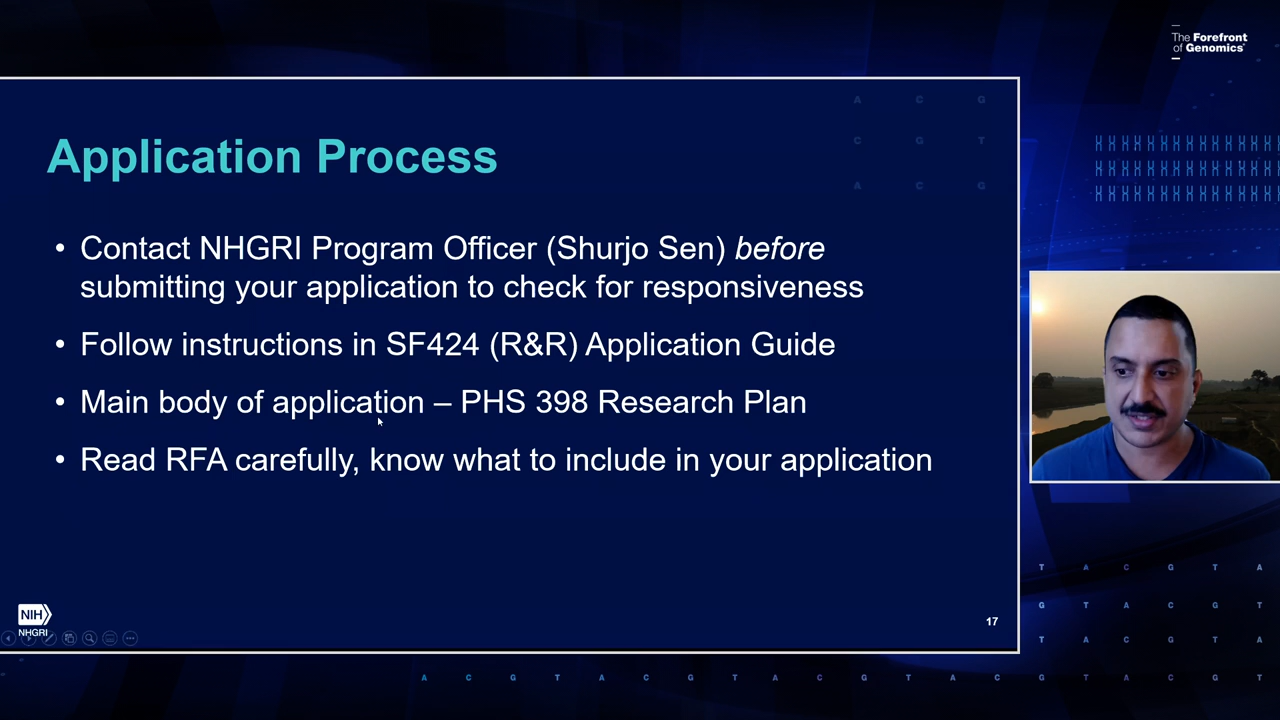 The Forefront
of Genomics®
A C G
C G T
A C G
Application Process
• Contact NHGRI Program Officer (Shurjo Sen) before
submitting your application to check for responsiveness
• Follow instructions in SF424 (R&R) Application Guide
• Main body of application – PHS 398 Research Plan
• Read RFA carefully, know what to include in your application
NIH
NHGRI
17
T A C G T A
G T A C G T
T A C G T A
A C G T A C G T A C G T A C G T A C G T